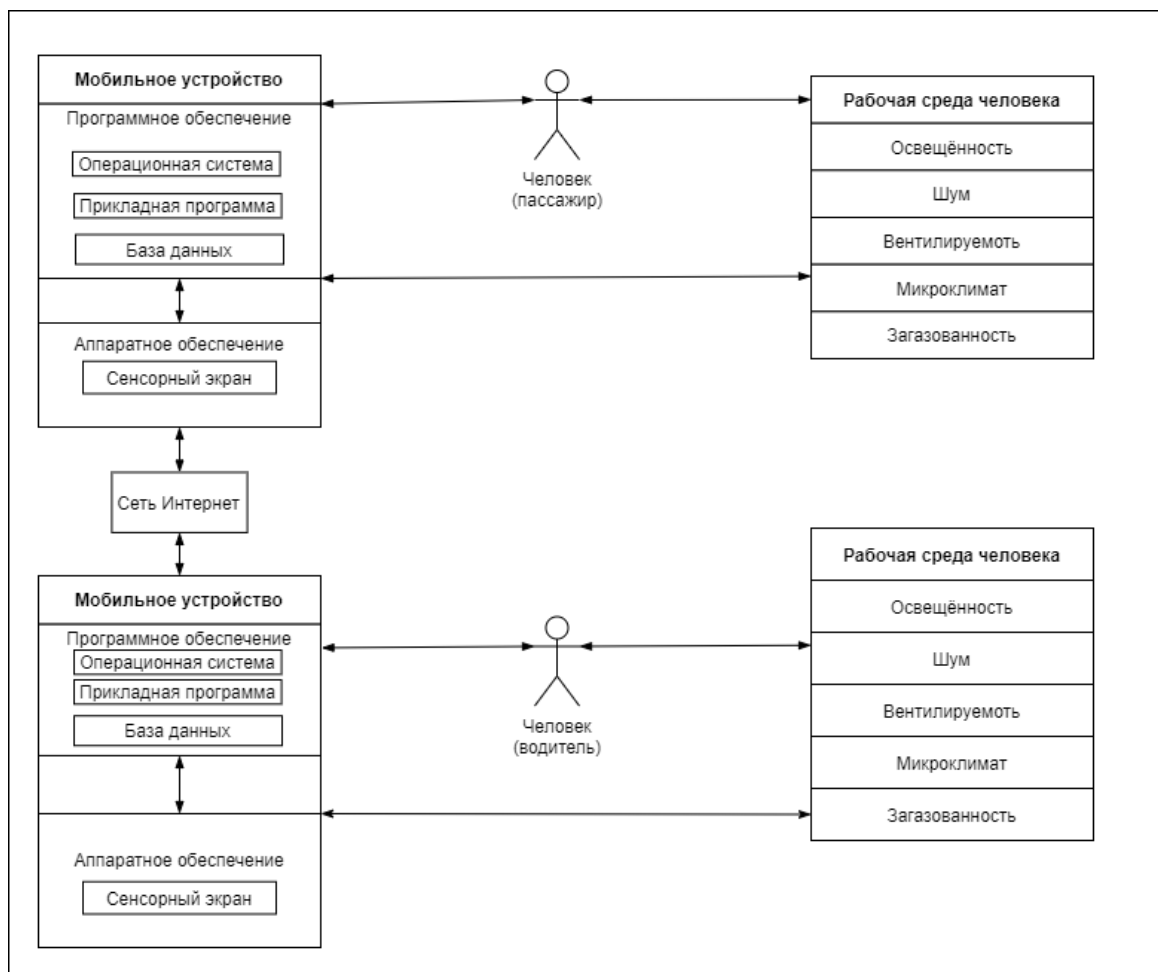 Мобильное устройство
Программное обеспечение
Операционная система
Прикладная программа
База данных
Аппаратное обеспечение
Сенсорный экран
Человек
(пассажир)
Рабочая среда человека
Освещённость
Шум
Вентилируемоть
Микроклимат
Загазованность
Сеть Интернет
Мобильное устройство
Программное обеспечение
Операционная система
Прикладная программа
База данных
Аппаратное обеспечение
Сенсорный экран
Человек
(водитель)
Рабочая среда человека
Освещённость
Шум
Вентилируемоть
Микроклимат
Загазованность